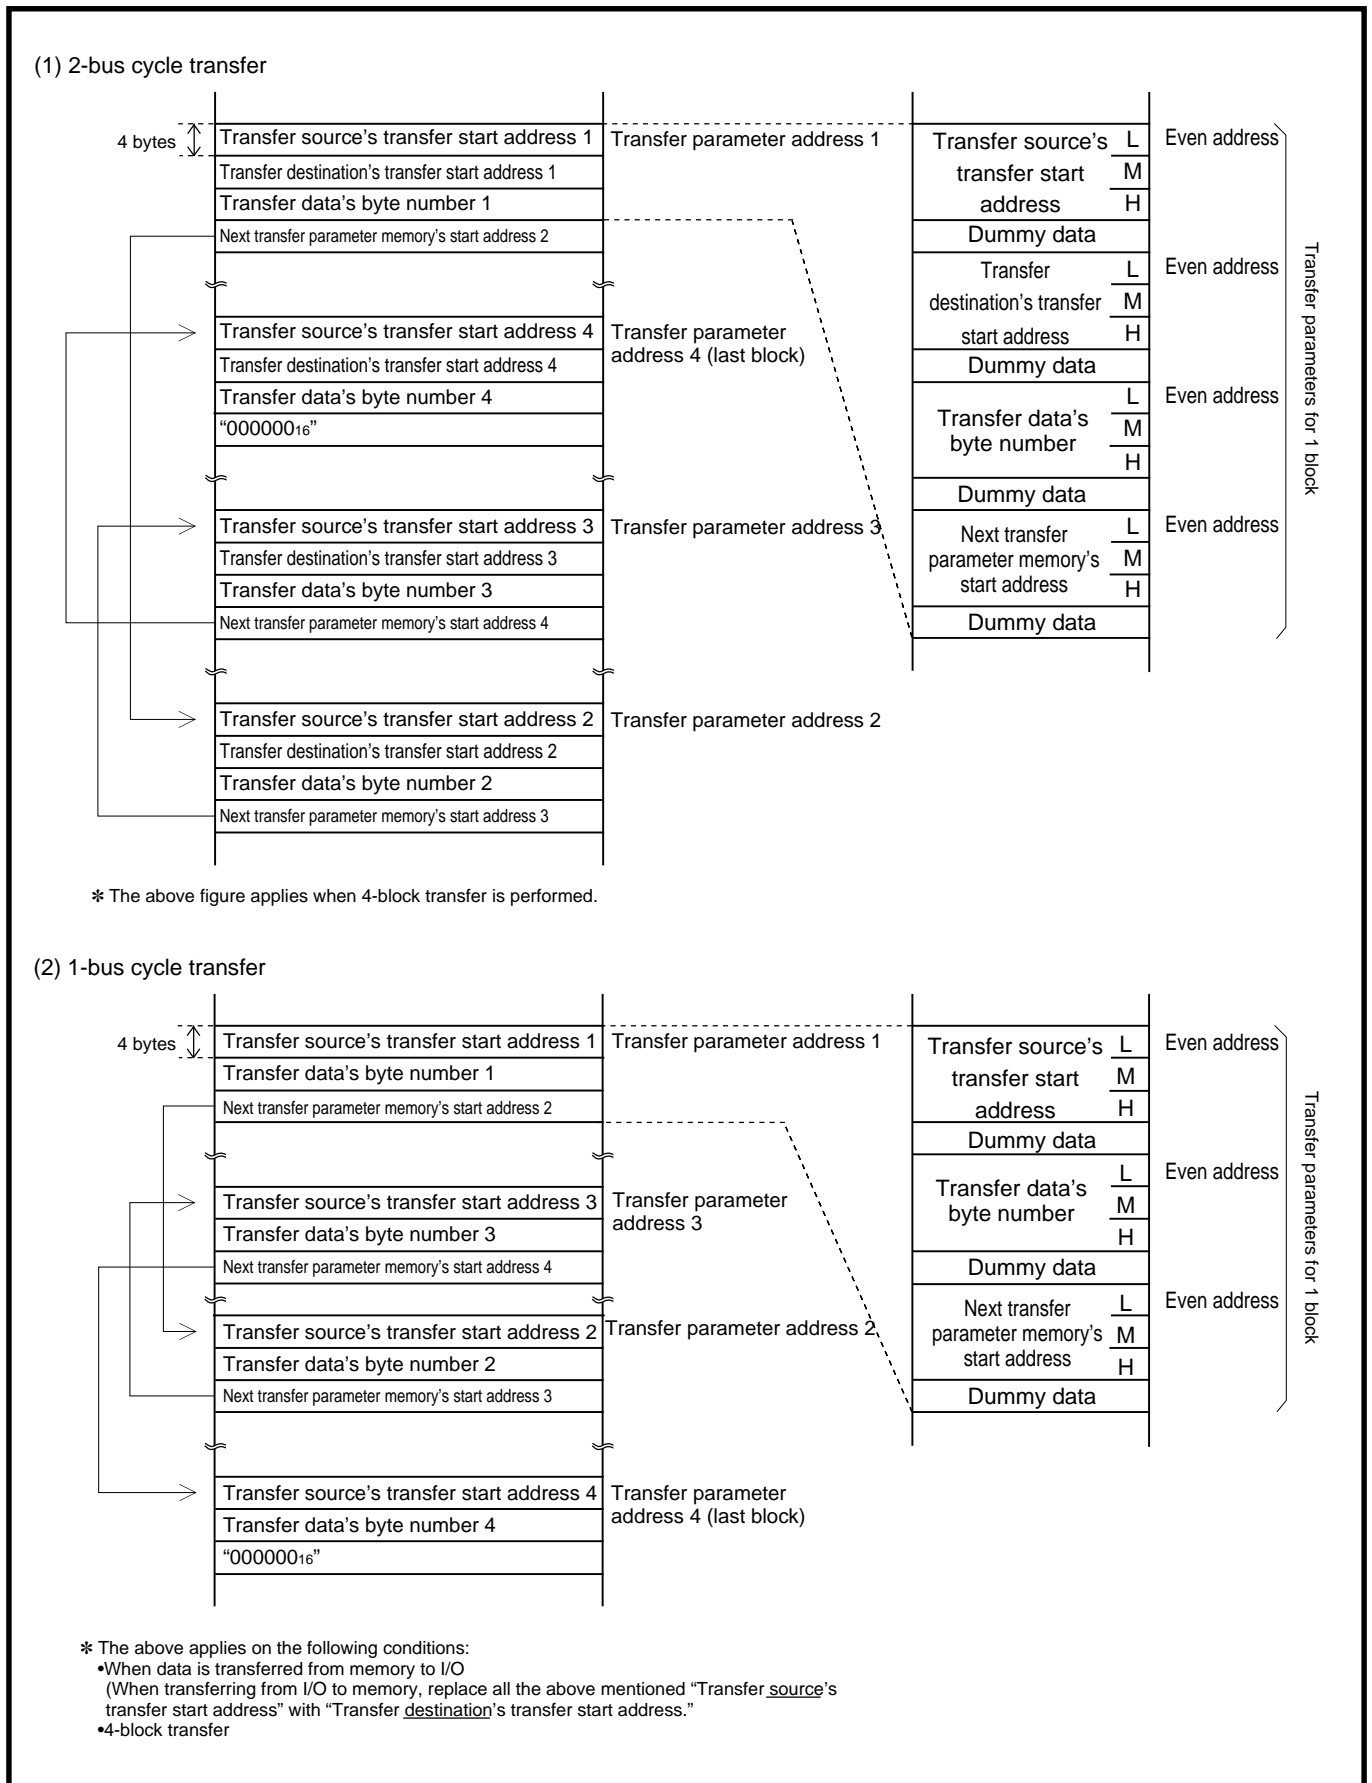 (1) 2-bus cycle transfer
4 bytes
Transfer source's transfer start address 1
Transfer destination's transfer start address 1
Transfer data's byte number 1
Next transfer parameter memory's start address 2
Transfer source's transfer start address 4
Transfer destination's transfer start address 4
Transfer data's byte number 4
“000000₁₆”
Transfer source's transfer start address 3
Transfer destination's transfer start address 3
Transfer data's byte number 3
Next transfer parameter memory's start address 4
Transfer source's transfer start address 2
Transfer destination's transfer start address 2
Transfer data's byte number 2
Next transfer parameter memory's start address 3
Transfer parameter address 1
Transfer parameter
address 4 (last block)
Transfer parameter address 3
Transfer parameter address 2
Transfer source's L
transfer start M
address H
Dummy data
Transfer L
destination's transfer M
start address H
Dummy data
L
Transfer data's M
byte number
H
Dummy data
Next transfer L
parameter memory's M
start address H
Dummy data
Even address
Even address
Even address
Even address
Transfer parameters for 1 block
✽ The above figure applies when 4-block transfer is performed.
(2) 1-bus cycle transfer
4 bytes
Transfer source's transfer start address 1
Transfer data's byte number 1
Next transfer parameter memory's start address 2
Transfer source's transfer start address 3
Transfer data's byte number 3
Next transfer parameter memory's start address 4
Transfer source's transfer start address 2
Transfer data's byte number 2
Next transfer parameter memory's start address 3
Transfer source's transfer start address 4
Transfer data's byte number 4
“000000₁₆”
Transfer parameter address 1
Transfer parameter
address 3
Transfer parameter address 2
Transfer parameter
address 4 (last block)
Transfer source's L
transfer start M
address H
Dummy data
L
Transfer data's M
byte number
H
Dummy data
Next transfer L
parameter memory's M
start address H
Dummy data
Even address
Even address
Even address
Transfer parameters for 1 block
✽ The above applies on the following conditions:
•When data is transferred from memory to I/O
(When transferring from I/O to memory, replace all the above mentioned “Transfer source's
transfer start address” with “Transfer destination's transfer start address.”
•4-block transfer